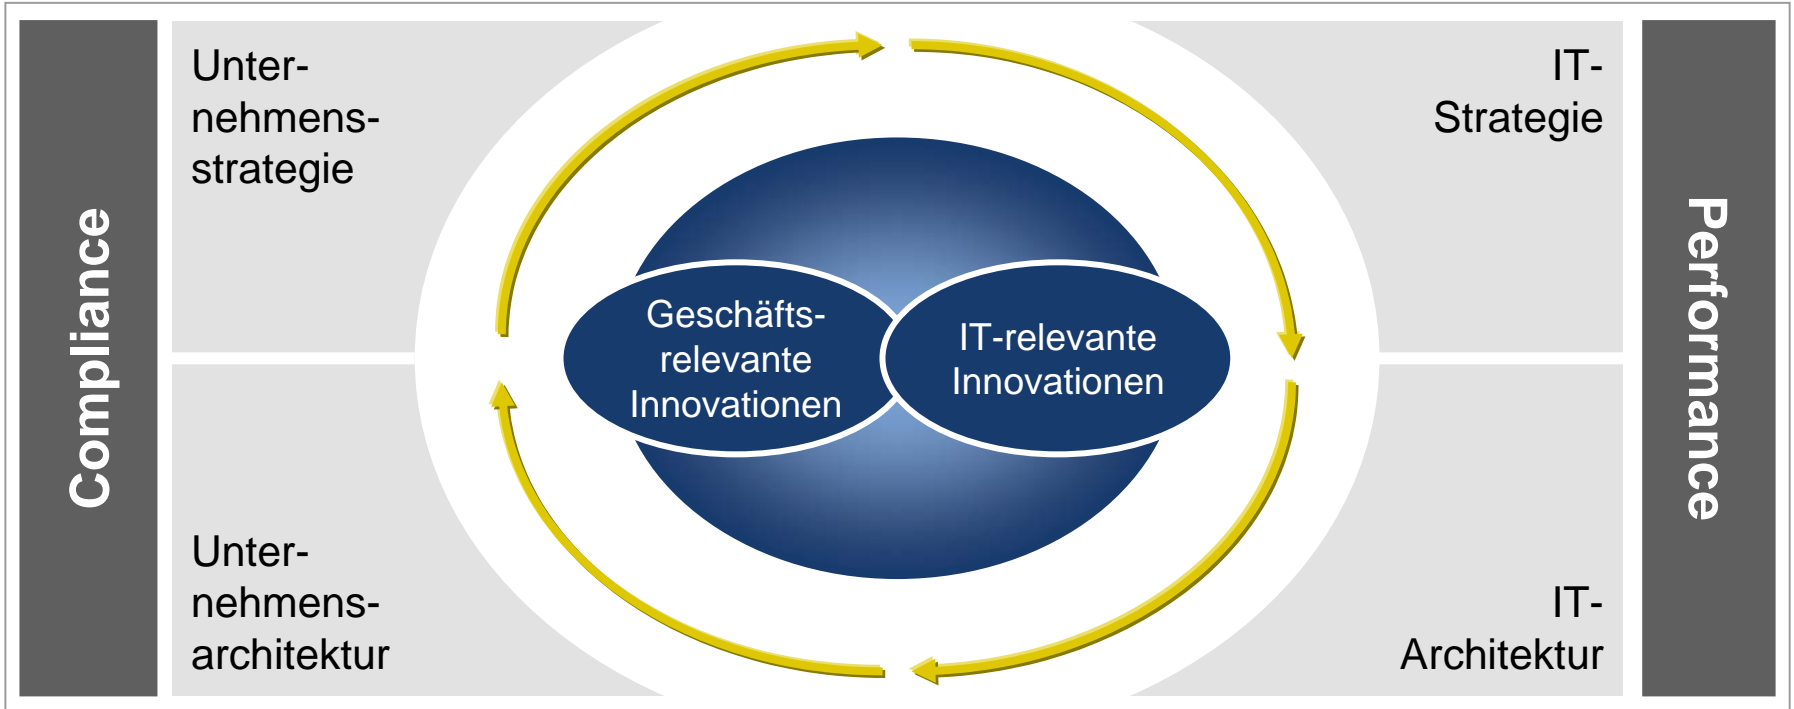 Compliance
Unter-
nehmens-
strategie
IT-
Strategie
Geschäfts-
relevante
Innovationen
IT-relevante
Innovationen
Unter-
nehmens-
architektur
IT-
Architektur
Performance